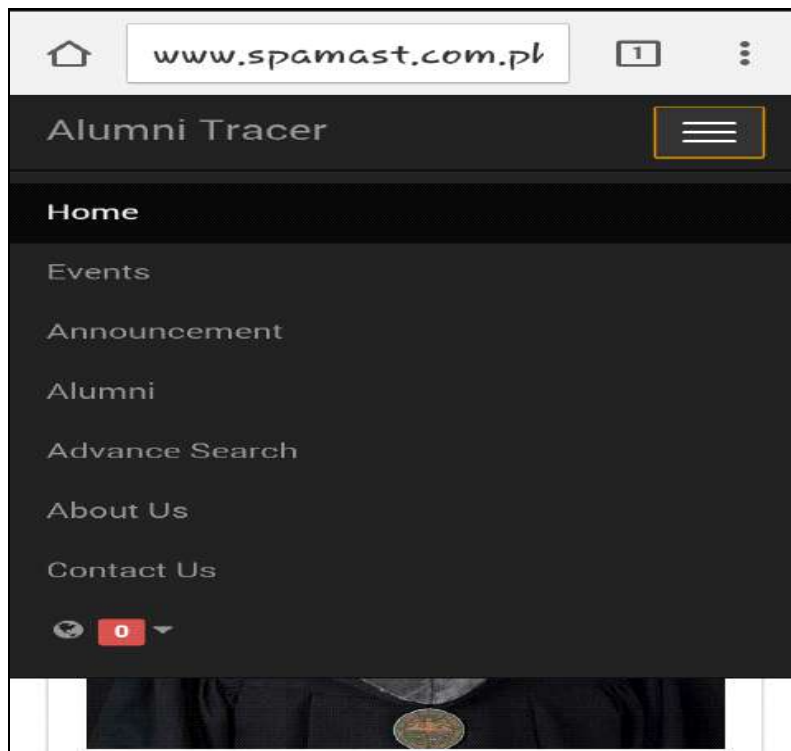 www.spamast.com.ph
1
Alumni Tracer
Home
Events
Announcement
Alumni
Advance Search
About Us
Contact Us
0